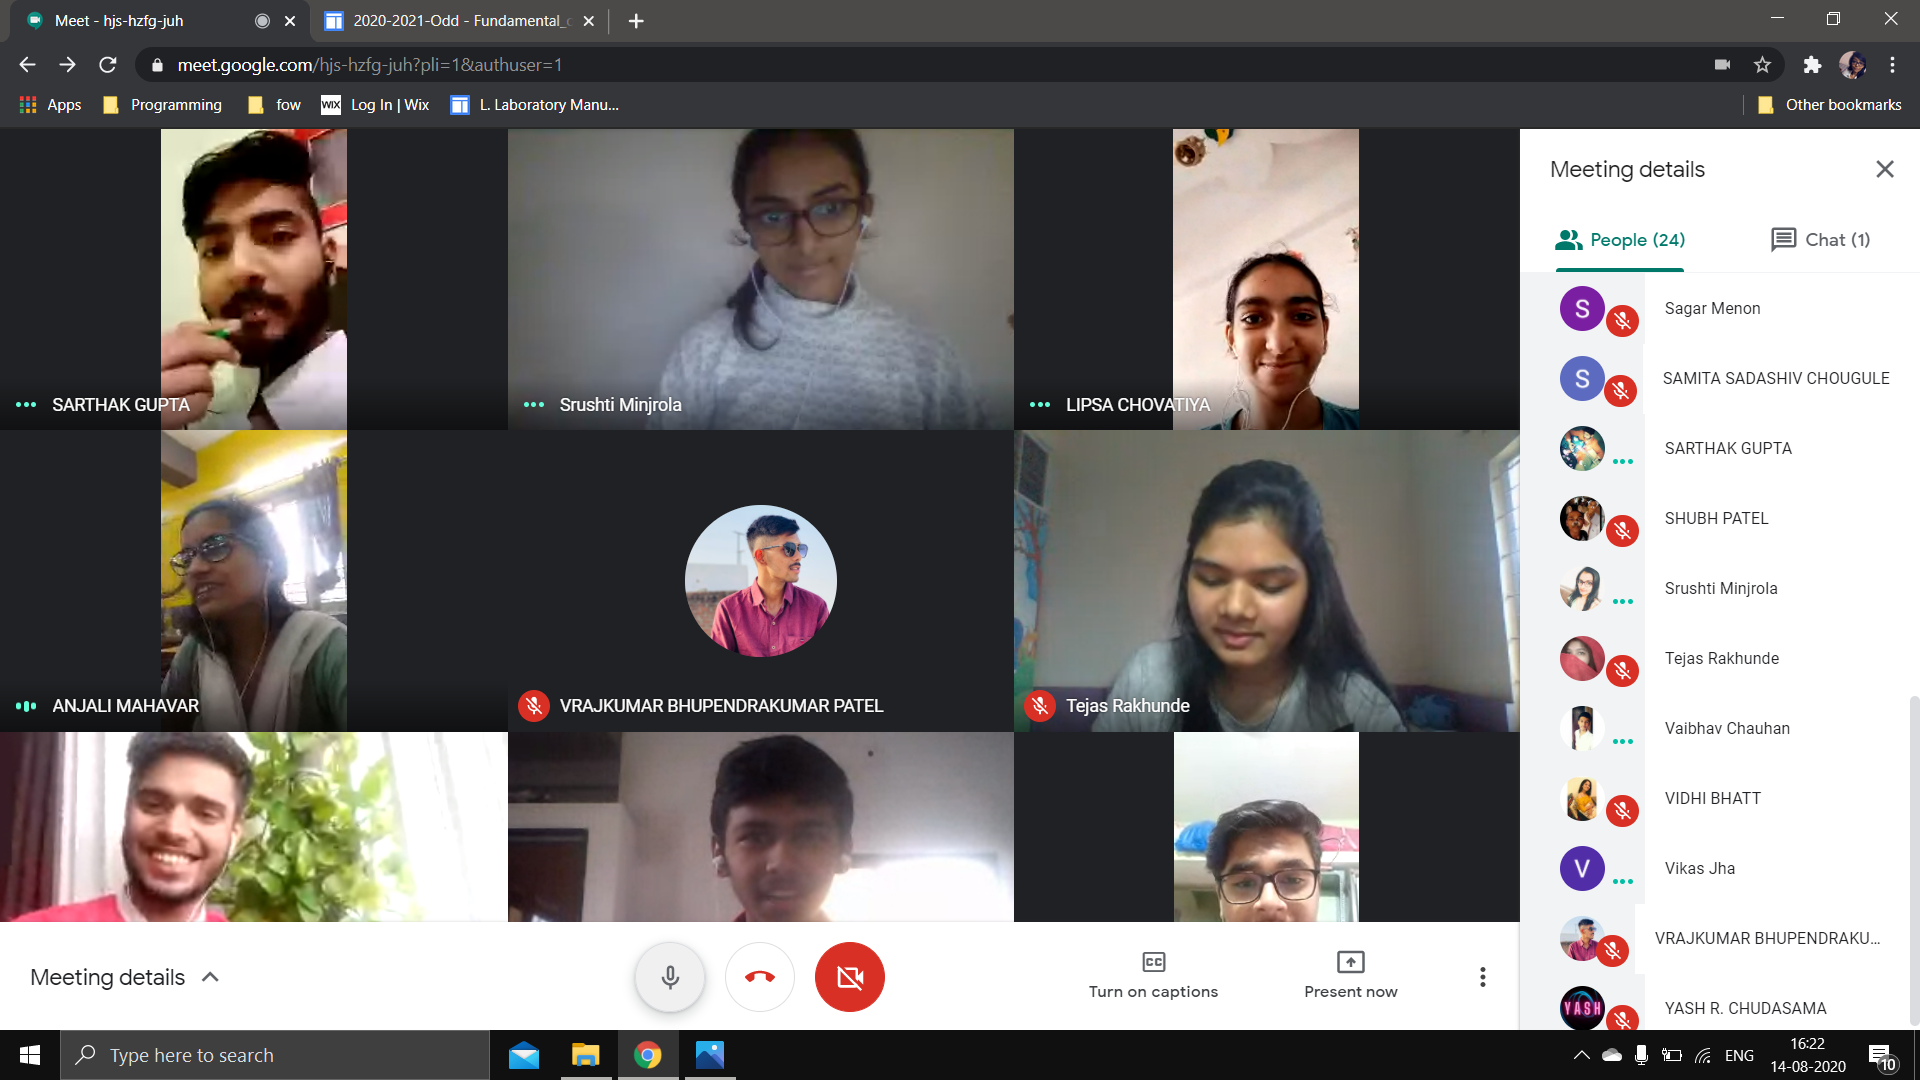 Meet - hjs-hzfg-juh
2020-2021-Odd - Fundamental_
meet.google.com/hjs-hzfg-juh?pli=1&authuser=1
Apps
Programming
fow
WIX
Log In | Wix
L. Laboratory Manu...
Other bookmarks
SARTHAK GUPTA
Srushti Minjrola
LIPSA CHOVATIYA
ANJALI MAHAVAR
VRAJKUMAR BHUPENDRAKUMAR PATEL
Tejas Rakhunde
Meeting details
People (24)
Chat (1)
S
Sagar Menon
S
SAMITA SADASHIV CHOUGULE
SARTHAK GUPTA
SHUBH PATEL
Srushti Minjrola
Tejas Rakhunde
Vaibhav Chauhan
VIDHI BHATT
V
Vikas Jha
VRAJKUMAR BHUPENDRAKU...
YASH
YASH R. CHUDASAMA
Meeting details
CC
Turn on captions
Present now
Type here to search
ENG
16:22
14-08-2020
10